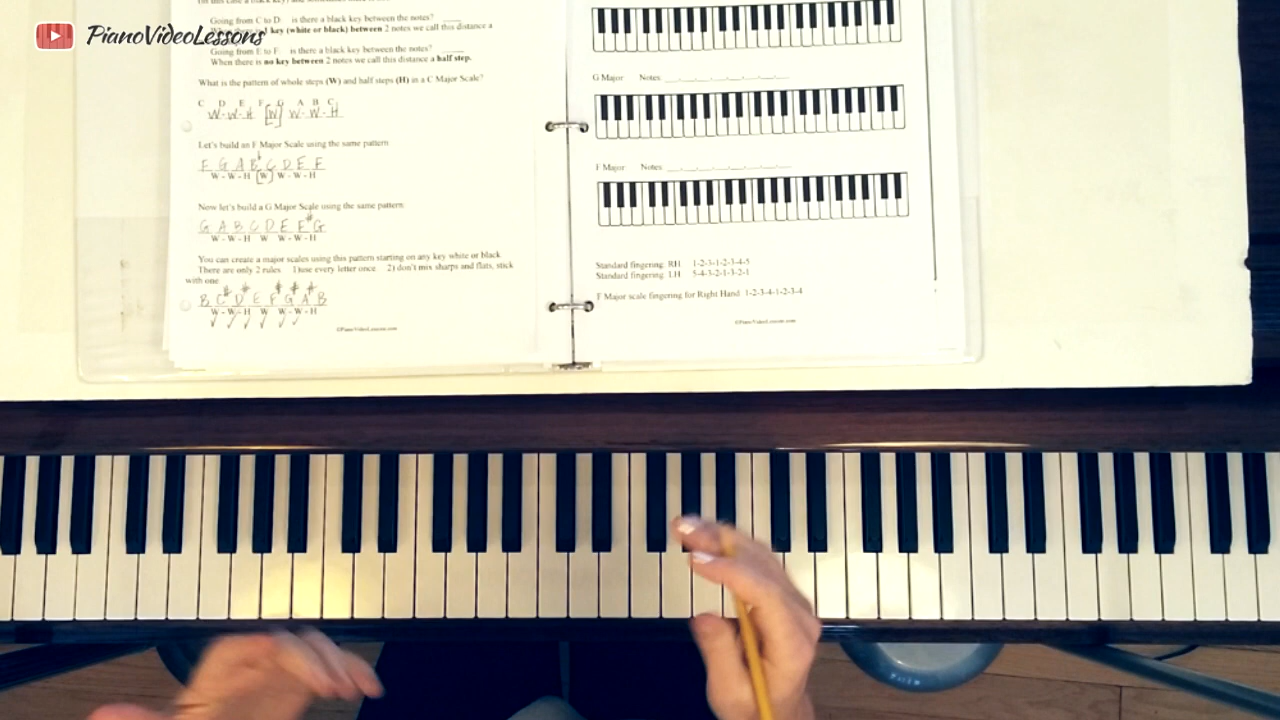 PianoVideoLessons
Going from C to D: is there a black key between the notes?
key (white or black) between 2 notes we call this distance a
Going from E to F: is there a black key between the notes?
When there is no key between 2 notes we call this distance a half step.
What is the pattern of whole steps (W) and half steps (H) in a C Major Scale?
C D E F G A B C
W - W - H [W] W - W - H
Let's build an F Major Scale using the same pattern
F G A B♭ C D E F
W - W - H [W] W - W - H
Now let's build a G Major Scale using the same pattern
G A B C D E F# G
W - W - H W W - W - H
You can create a major scales using this pattern starting on any key white or black
There are only 2 rules 1)use every letter once 2) don't mix sharps and flats, stick
with one
B C# D# E F# G# A# B
W - W - H W W - W - H
©PianoVideoLessons.com
G Major Notes
F Major Notes
Standard fingering: RH 1-2-3-1-2-3-4-5
Standard fingering: LH 5-4-3-2-1-3-2-1
F Major scale fingering for Right Hand 1-2-3-4-1-2-3-4
©PianoVideoLessons.com